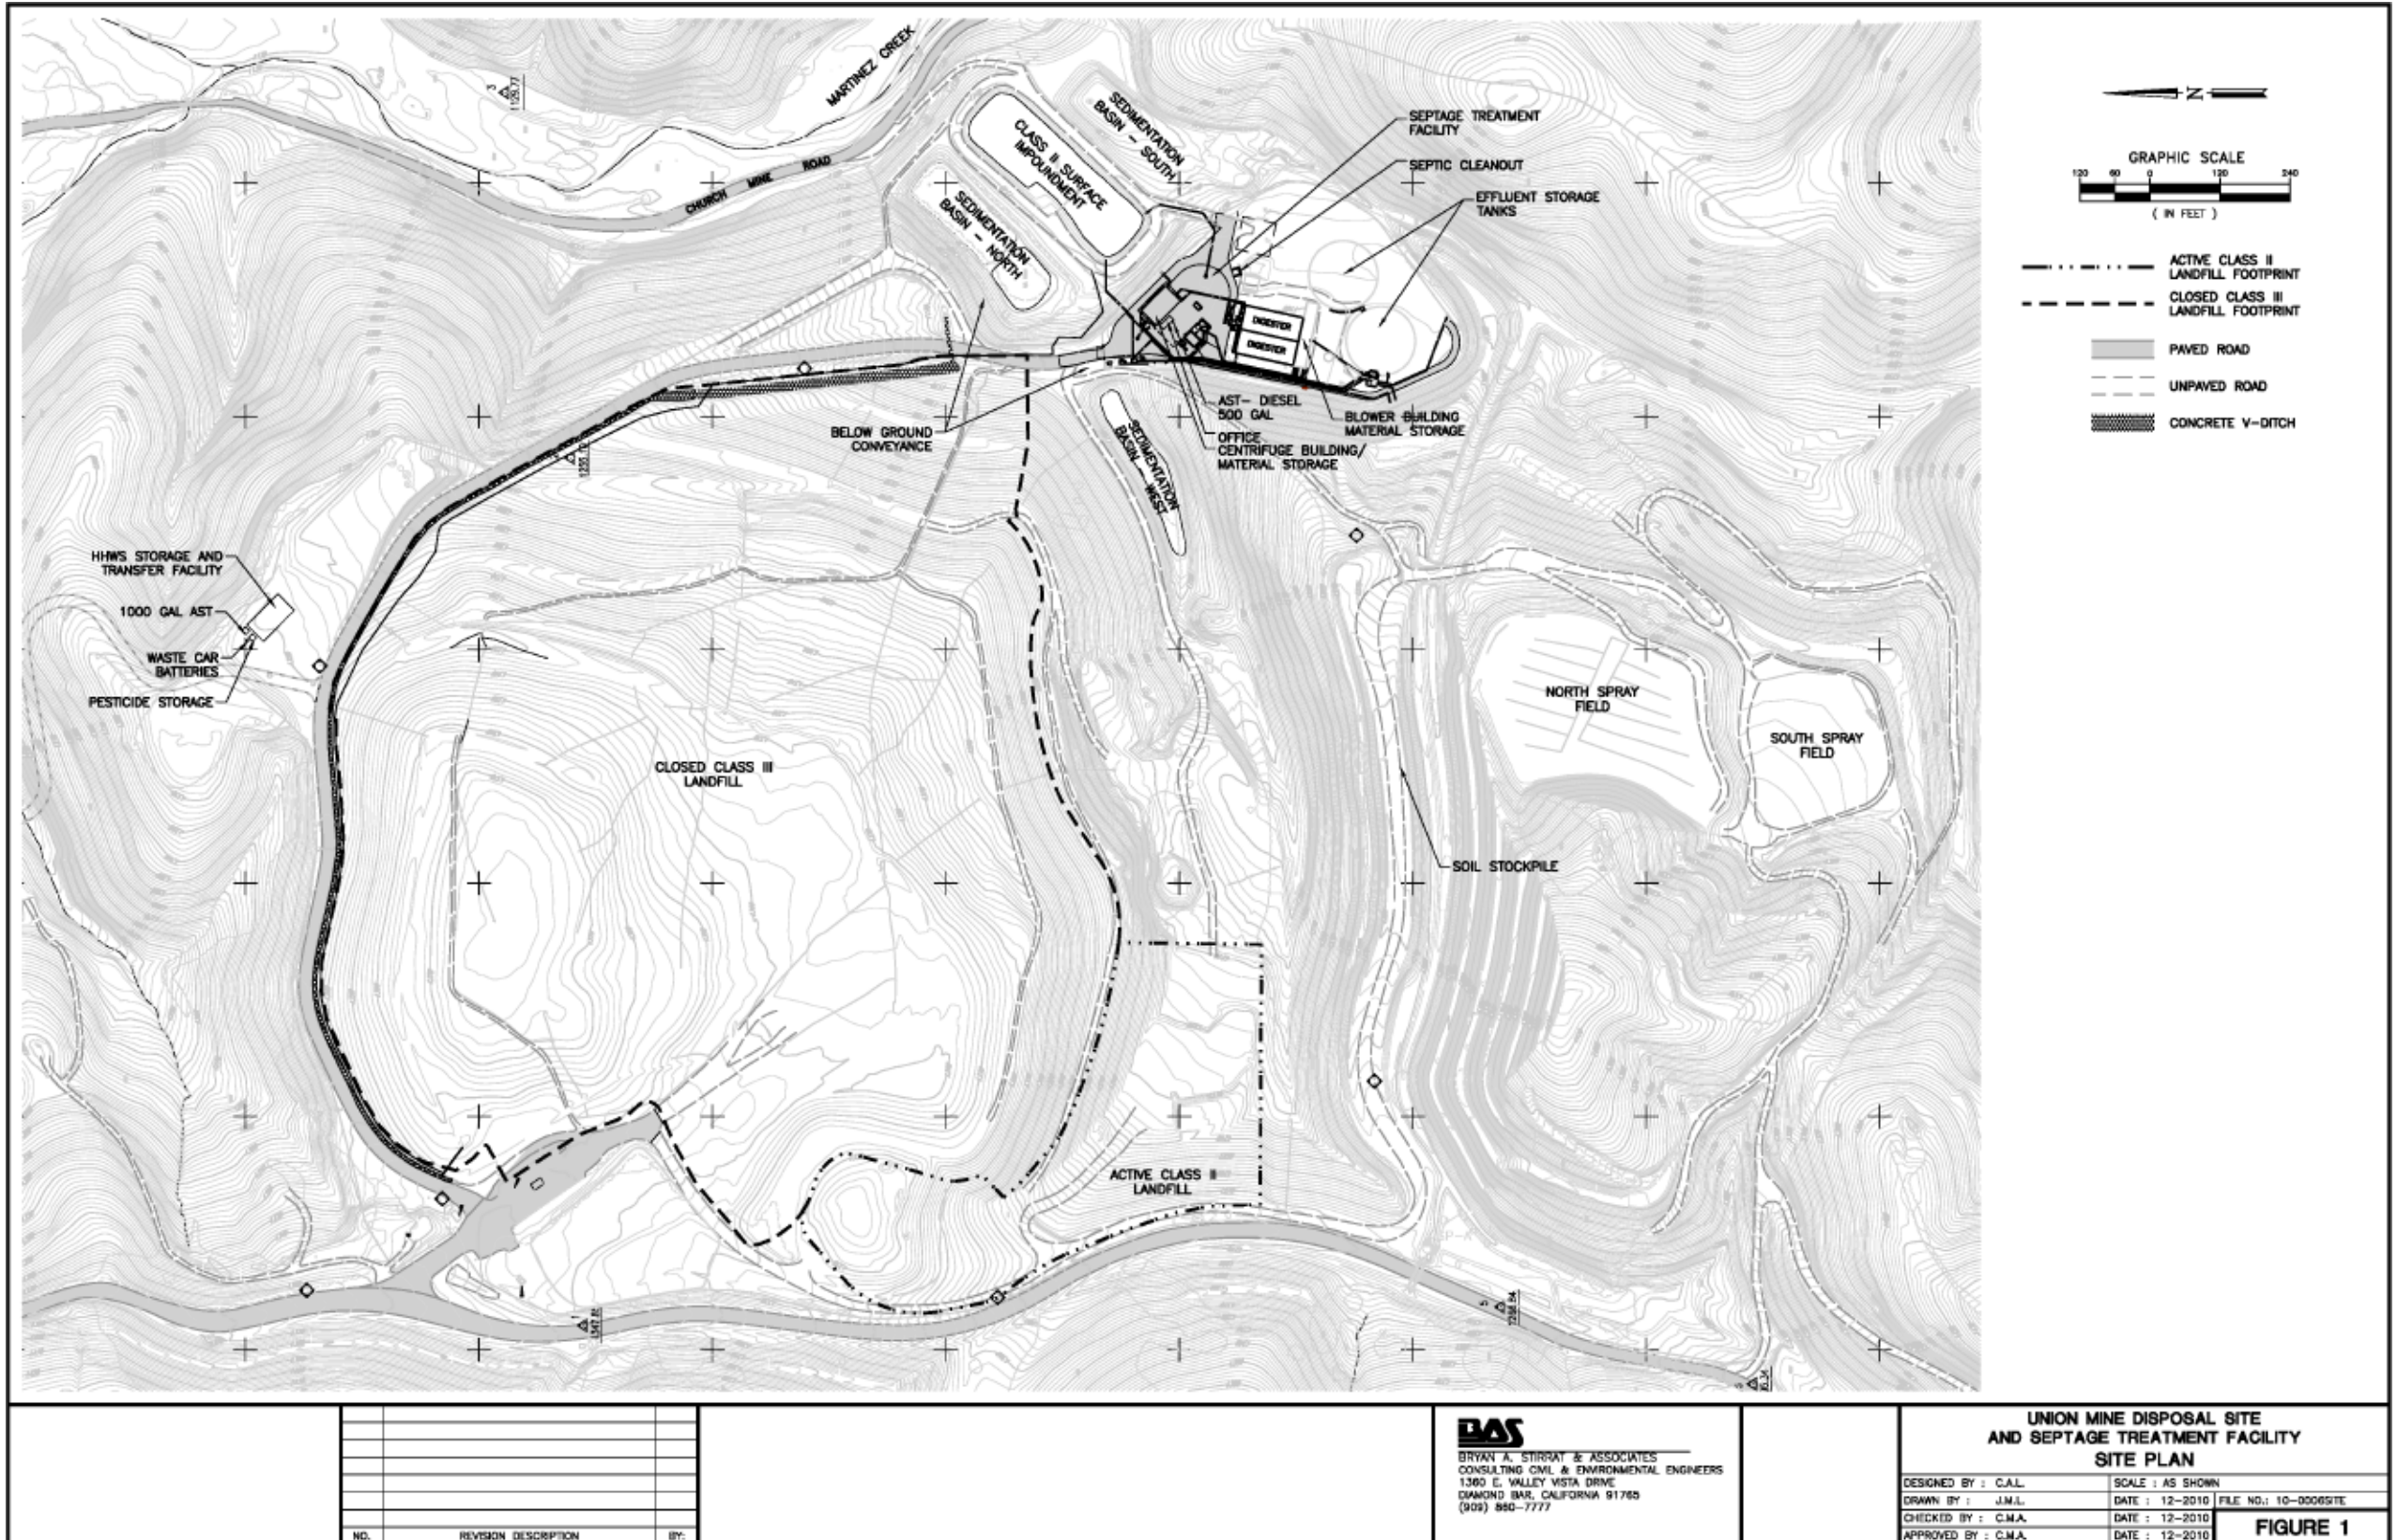 MARTINEZ CREEK
3
1129.77
CHURCH MINE ROAD
SEDIMENTATION
BASIN - SOUTH
CLASS II SURFACE
IMPOUNDMENT
SEDIMENTATION
BASIN - NORTH
SEPTAGE TREATMENT
FACILITY
SEPTIC CLEANOUT
EFFLUENT STORAGE
TANKS
DIGESTER
DIGESTER
AST- DIESEL
500 GAL
OFFICE
CENTRIFUGE BUILDING/
MATERIAL STORAGE
BLOWER BUILDING
MATERIAL STORAGE
BELOW GROUND
CONVEYANCE
SEDIMENTATION
BASIN - WEST
HHWS STORAGE AND
TRANSFER FACILITY
1000 GAL AST
WASTE CAR
BATTERIES
PESTICIDE STORAGE
CLOSED CLASS III
LANDFILL
NORTH SPRAY
FIELD
SOUTH SPRAY
FIELD
SOIL STOCKPILE
ACTIVE CLASS II
LANDFILL
N
GRAPHIC SCALE
120 60 0 120 240
( IN FEET )
ACTIVE CLASS II
LANDFILL FOOTPRINT
CLOSED CLASS III
LANDFILL FOOTPRINT
PAVED ROAD
UNPAVED ROAD
CONCRETE V-DITCH
NO. REVISION DESCRIPTION BY:
BAS
BRYAN A. STIRRAT & ASSOCIATES
CONSULTING CIVIL & ENVIRONMENTAL ENGINEERS
1360 E. VALLEY VISTA DRIVE
DIAMOND BAR, CALIFORNIA 91765
(909) 860-7777
UNION MINE DISPOSAL SITE
AND SEPTAGE TREATMENT FACILITY
SITE PLAN
DESIGNED BY : C.A.L. SCALE : AS SHOWN
DRAWN BY : J.M.L. DATE : 12-2010 FILE NO.: 10-0006SITE
CHECKED BY : C.M.A. DATE : 12-2010
APPROVED BY : C.M.A. DATE : 12-2010
FIGURE 1